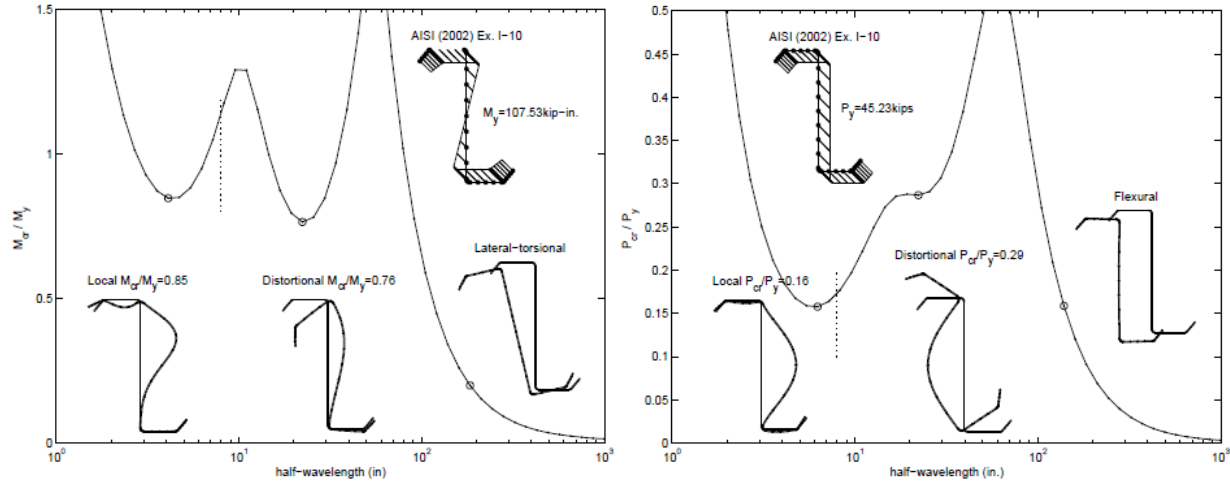 1.5
1
0.5
0
M_cr / M_y
AISI (2002) Ex. I-10
M_y=107.53kip-in.
Lateral-torsional
Local M_cr/M_y=0.85
Distortional M_cr/M_y=0.76
10^0
10^1
10^2
10^3
half-wavelength (in.)
0.5
0.45
0.4
0.35
0.3
0.25
0.2
0.15
0.1
0.05
0
P_cr / P_y
AISI (2002) Ex. I-10
P_y=45.23kips
Flexural
Distortional P_cr/P_y=0.29
Local P_cr/P_y=0.16
10^0
10^1
10^2
10^3
half-wavelength (in.)